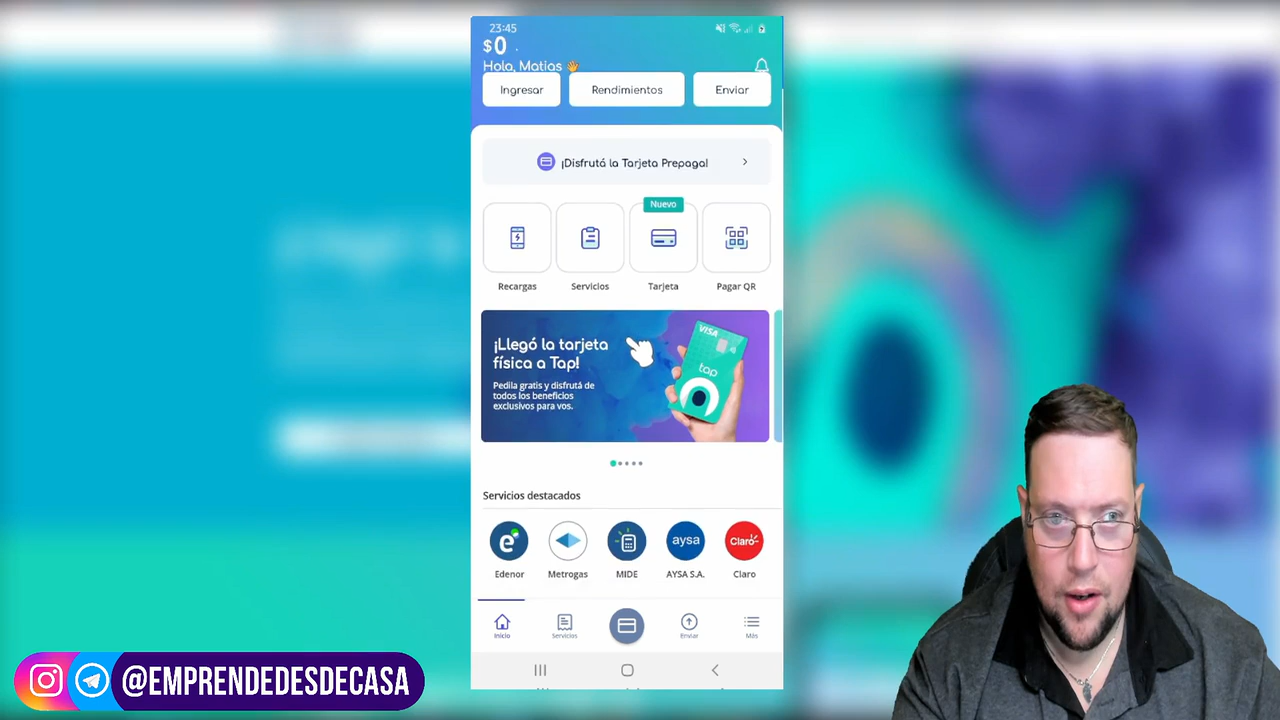 23:45
$0
Hola, Matias 👋
Ingresar
Rendimientos
Enviar
¡Disfrutá la Tarjeta Prepaga!
Nuevo
Recargas
Servicios
Tarjeta
Pagar QR
¡Llegó la tarjeta
física a Tap!
Pedila gratis y disfrutá de
todos los beneficios
exclusivos para vos.
VISA
tap
Servicios destacados
e
aysa
Claro
Edenor
Metrogas
MIDE
AYSA S.A.
Claro
Inicio
Servicios
Enviar
Más
@EMPRENDEDESDECASA